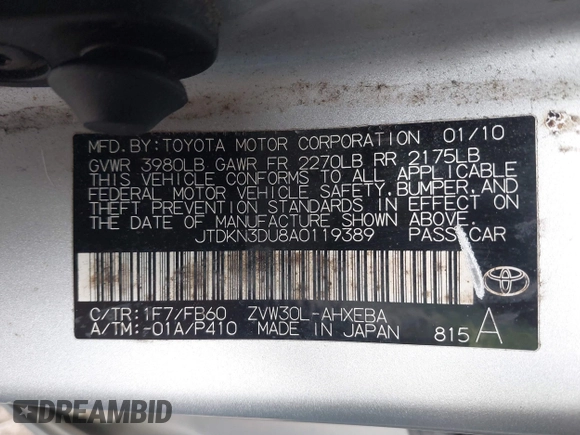 MFD. BY: TOYOTA MOTOR CORPORATION 01/10
GVWR 3980LB GAWR FR 2270LB RR 2175LB
THIS VEHICLE CONFORMS TO ALL APPLICABLE
FEDERAL MOTOR VEHICLE SAFETY, BUMPER, AND
THEFT PREVENTION STANDARDS IN EFFECT ON
THE DATE OF MANUFACTURE SHOWN ABOVE.
JTDKN3DU8A0119389 PASS. CAR
C/TR: 1F7/FB60 ZVW30L-AHXEBA
A/TM: -01A/P410 MADE IN JAPAN 815 A
DREAMBID